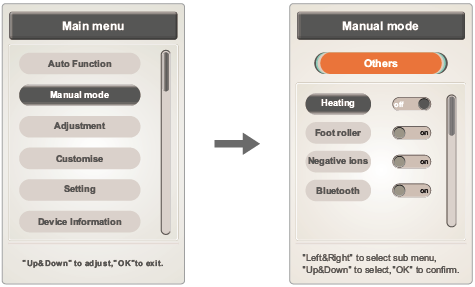 Main menu
Auto Function
Manual mode
Adjustment
Customise
Setting
Device Information
"Up&Down" to adjust,"OK"to exit.
Manual mode
Others
Heating off
Foot roller on
Negative lons on
Bluetooth on
"Left&Right" to select sub menu,
"Up&Down" to select,"OK" to confirm.